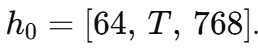 h₀ = [64, T, 768].